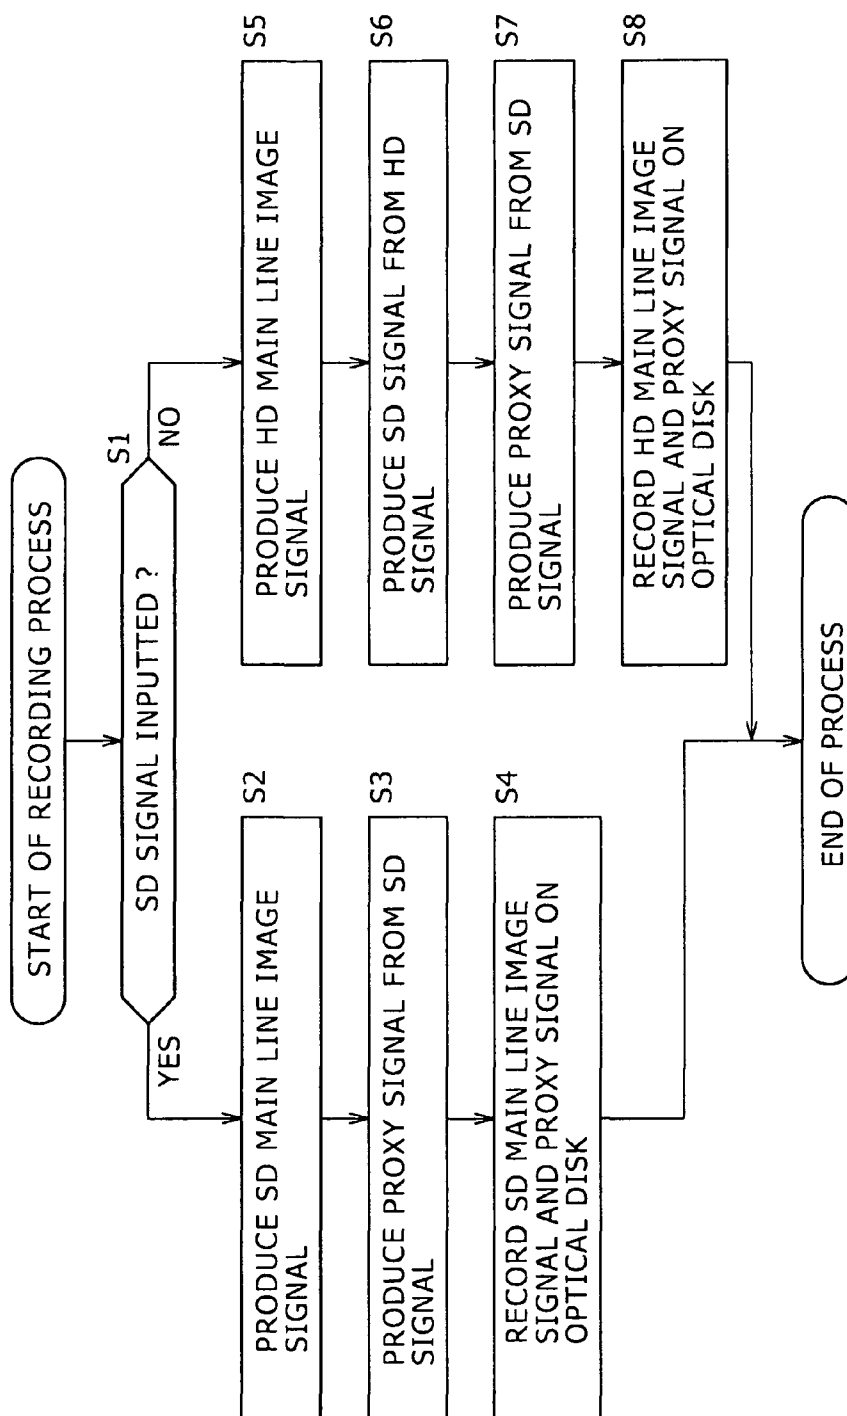 START OF RECORDING PROCESS
S1
SD SIGNAL INPUTTED ?
YES
NO
S2
PRODUCE SD MAIN LINE IMAGE
SIGNAL
S3
PRODUCE PROXY SIGNAL FROM SD
SIGNAL
S4
RECORD SD MAIN LINE IMAGE
SIGNAL AND PROXY SIGNAL ON
OPTICAL DISK
S5
PRODUCE HD MAIN LINE IMAGE
SIGNAL
S6
PRODUCE SD SIGNAL FROM HD
SIGNAL
S7
PRODUCE PROXY SIGNAL FROM SD
SIGNAL
S8
RECORD HD MAIN LINE IMAGE
SIGNAL AND PROXY SIGNAL ON
OPTICAL DISK
END OF PROCESS